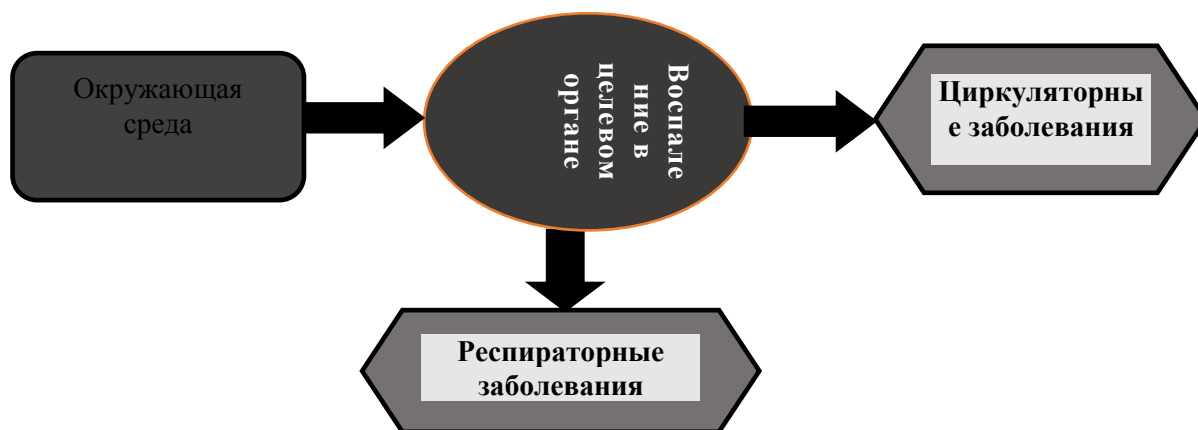 Окружающая
среда
Воспале
ние в
целевом
органе
Циркуляторны
е заболевания
Респираторные
заболевания